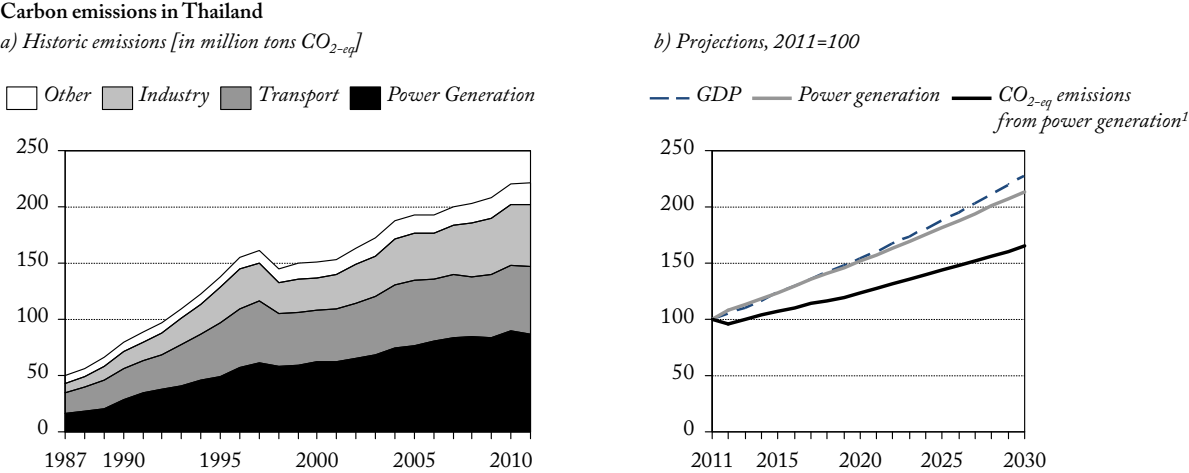 Carbon emissions in Thailand
a) Historic emissions [in million tons CO2-eq]
Other Industry Transport Power Generation
250
200
150
100
50
0
1987 1990 1995 2000 2005 2010
b) Projections, 2011=100
GDP Power generation CO2-eq emissions
from power generation1
250
200
150
100
50
0
2011 2015 2020 2025 2030